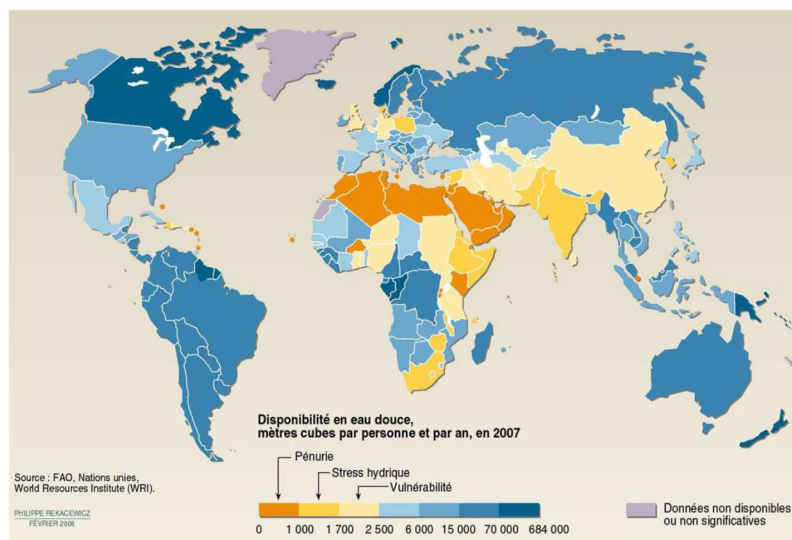 Disponibilité en eau douce,
mètres cubes par personne et par an, en 2007
Pénurie
Stress hydrique
Vulnérabilité
0 1 000 1 700 2 500 6 000 15 000 70 000 684 000
Source : FAO, Nations unies,
World Resources Institute (WRI).
PHILIPPE REKACEWICZ
FÉVRIER 2008
Données non disponibles
ou non significatives